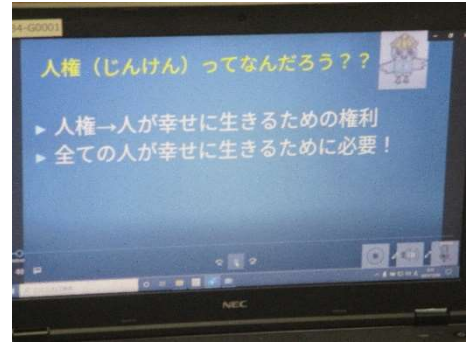 34-G0001
人権（じんけん）ってなんだろう？？
▶ 人権→人が幸せに生きるための権利
▶ 全ての人が幸せに生きるために必要！
NEC